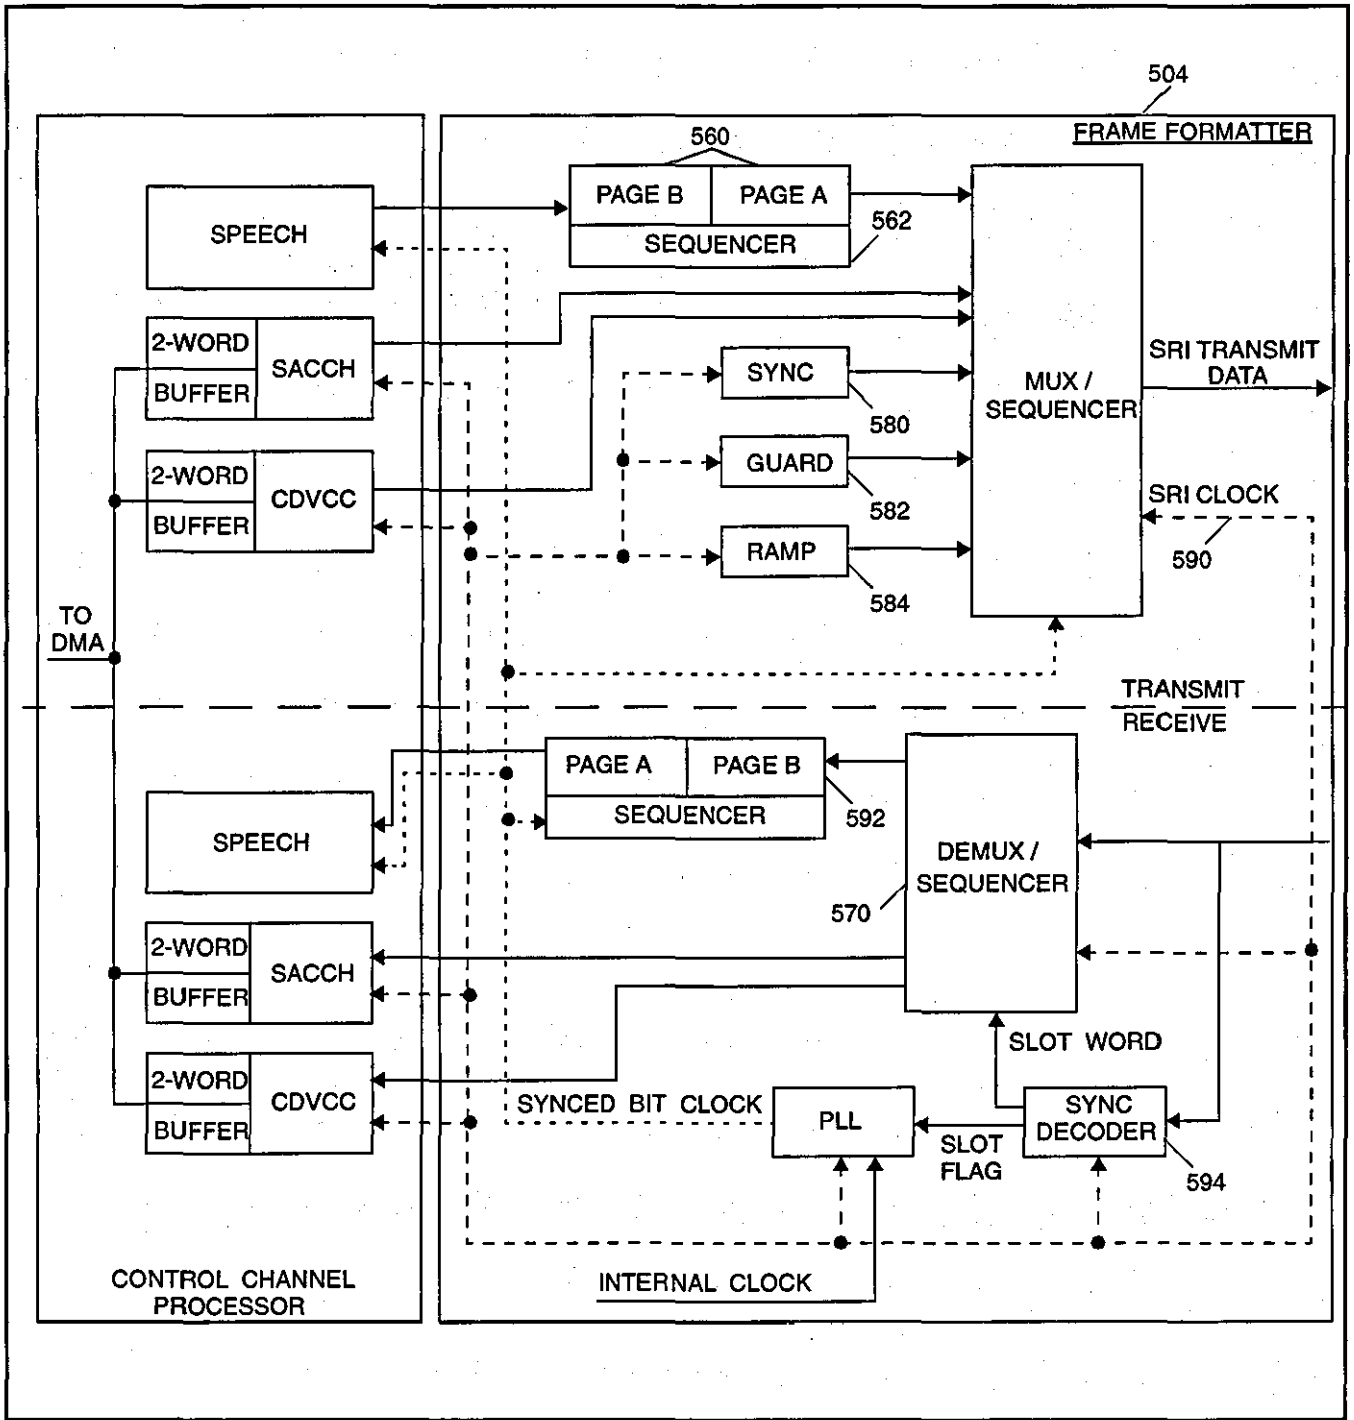 504
FRAME FORMATTER
560
PAGE B
PAGE A
SEQUENCER
562
SPEECH
2-WORD
BUFFER
SACCH
2-WORD
BUFFER
CDVCC
SYNC
580
GUARD
582
RAMP
584
MUX /
SEQUENCER
SRI TRANSMIT
DATA
SRI CLOCK
590
TO
DMA
TRANSMIT
RECEIVE
PAGE A
PAGE B
SEQUENCER
592
SPEECH
DEMUX /
SEQUENCER
570
2-WORD
BUFFER
SACCH
2-WORD
BUFFER
CDVCC
SLOT WORD
SYNCED BIT CLOCK
PLL
SLOT
FLAG
SYNC
DECODER
594
INTERNAL CLOCK
CONTROL CHANNEL
PROCESSOR